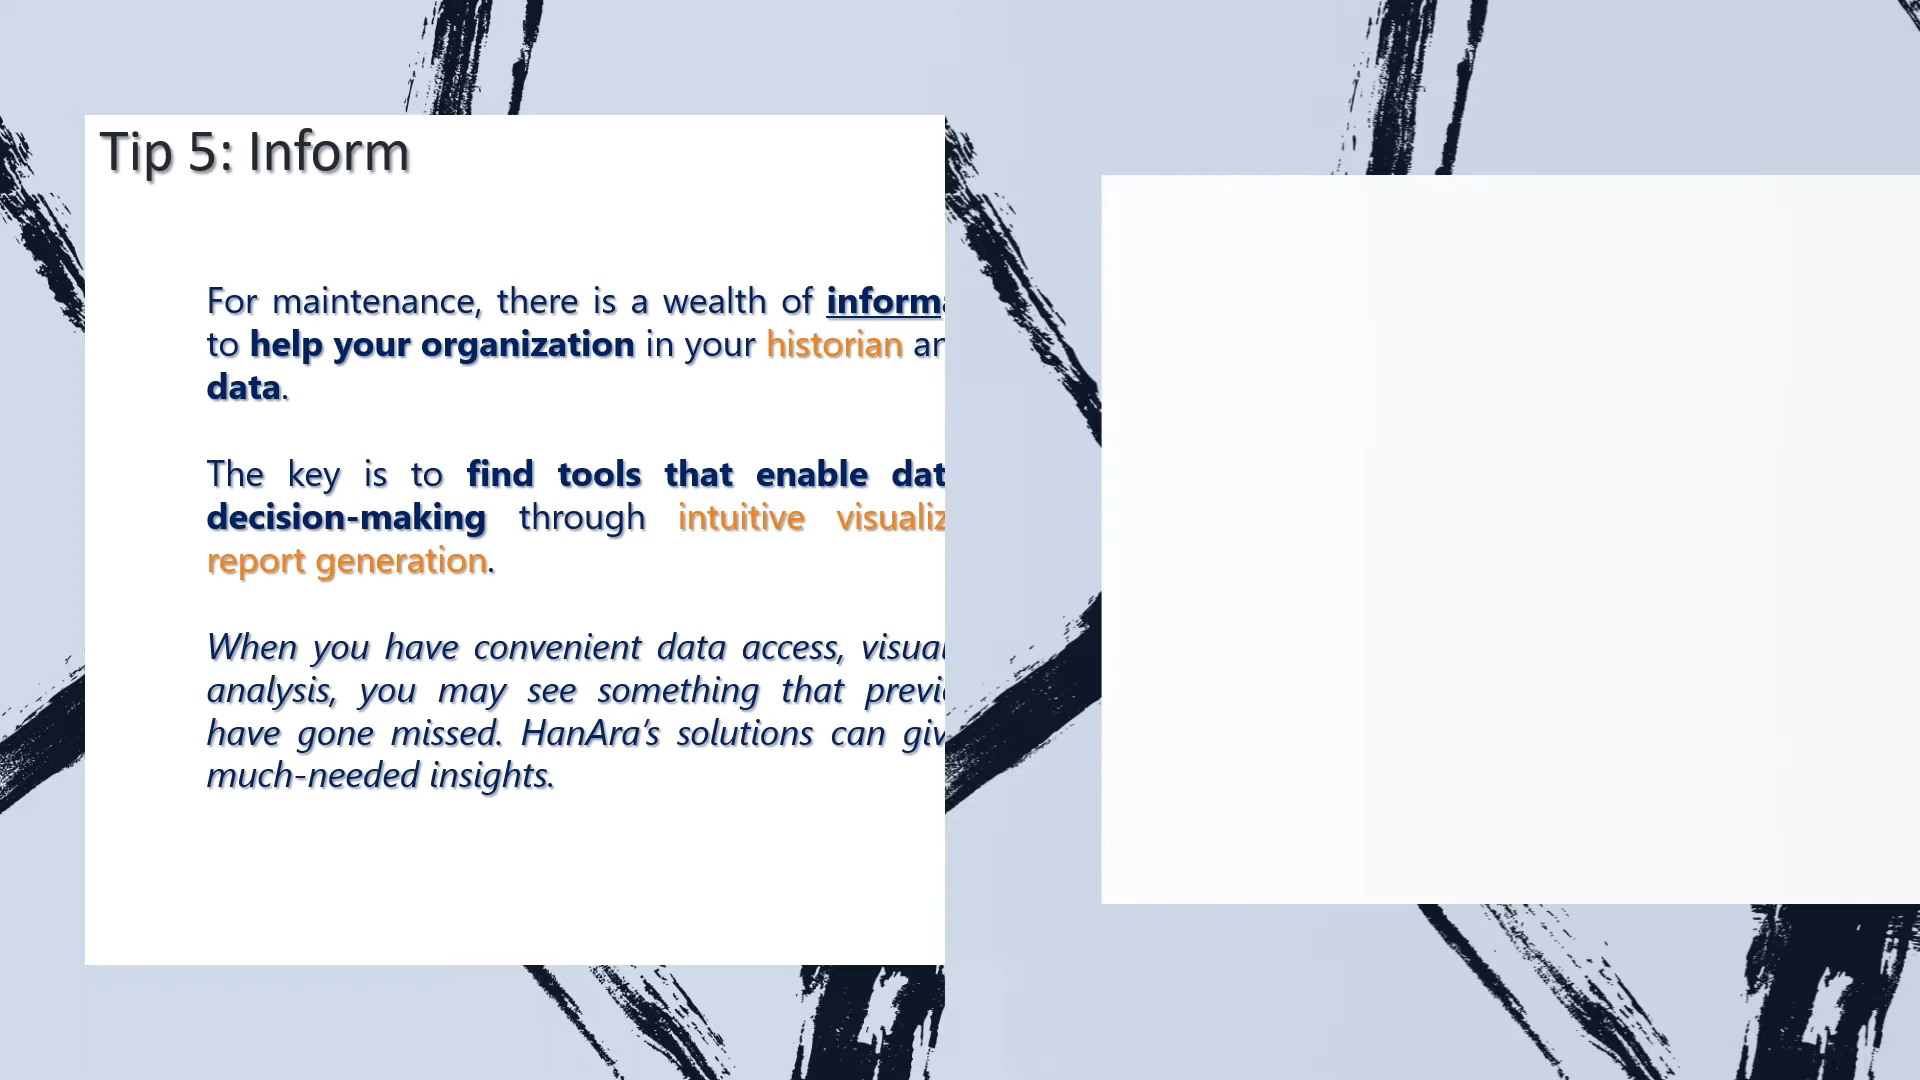 Tip 5: Inform
For maintenance, there is a wealth of
to help your organization in your historian
data.
The key is to find tools that enable
decision-making through intuitive
report generation.
When you have convenient data access,
analysis, you may see something that
have gone missed. HanAra’s solutions can
much-needed insights.